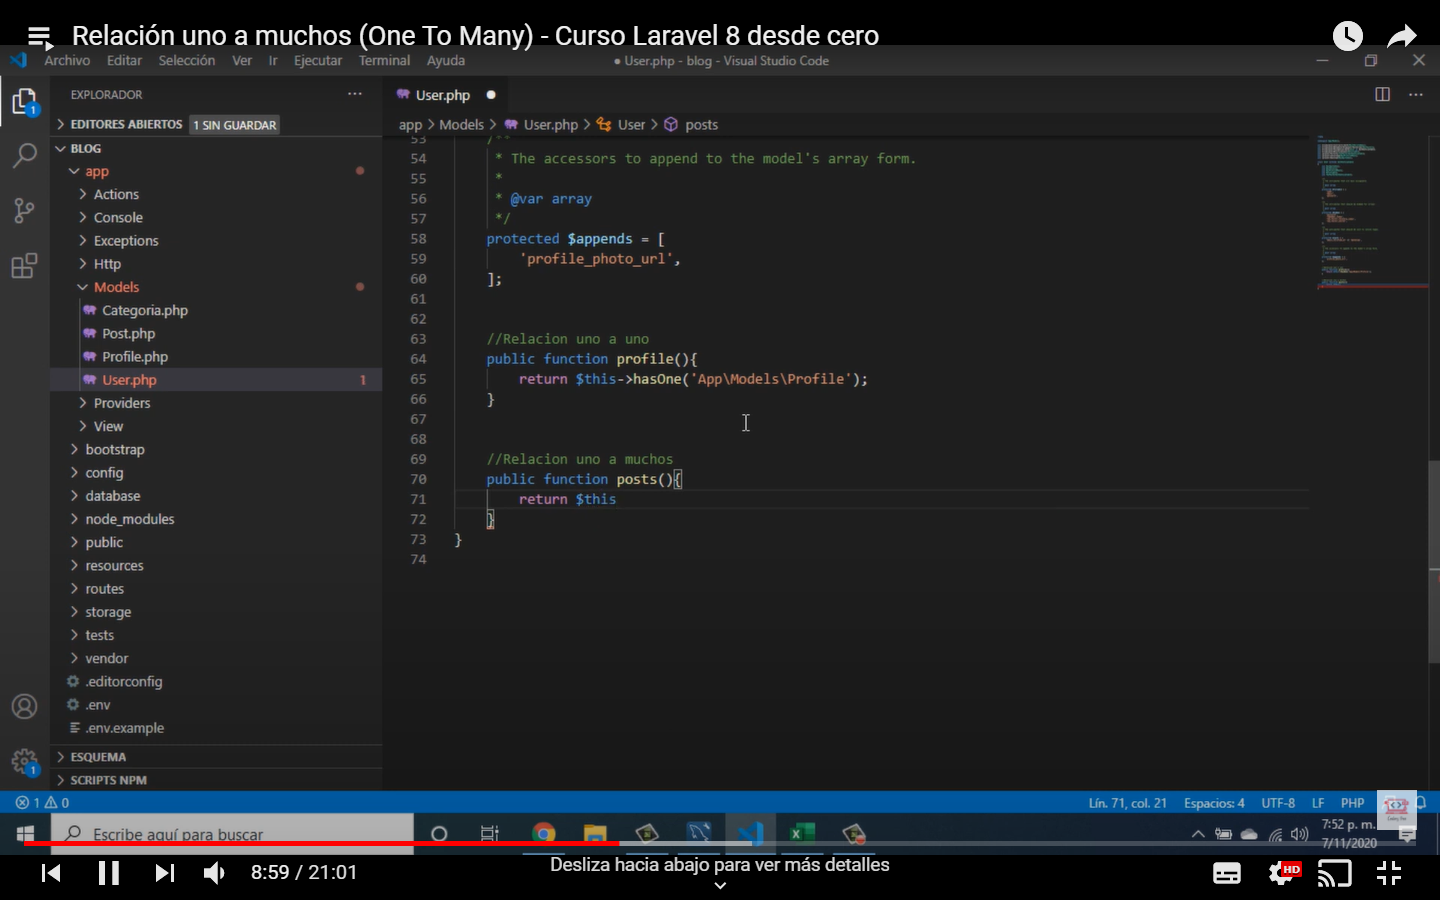 Relación uno a muchos (One To Many) - Curso Laravel 8 desde cero
Archivo Editar Selección Ver Ir Ejecutar Terminal Ayuda
● User.php - blog - Visual Studio Code
EXPLORADOR
EDITORES ABIERTOS 1 SIN GUARDAR
BLOG
app
Actions
Console
Exceptions
Http
Models
Categoria.php
Post.php
Profile.php
User.php 1
Providers
View
bootstrap
config
database
node_modules
public
resources
routes
storage
tests
vendor
.editorconfig
.env
.env.example
ESQUEMA
SCRIPTS NPM
User.php ●
app > Models > User.php > User > posts
53 /**
54 * The accessors to append to the model's array form.
55 *
56 * @var array
57 */
58 protected $appends = [
59 'profile_photo_url',
60 ];
61
62
63 //Relacion uno a uno
64 public function profile(){
65 return $this->hasOne('App\Models\Profile');
66 }
67
68
69 //Relacion uno a muchos
70 public function posts(){
71 return $this
72 }
73 }
74
1 0
Lín. 71, col. 21 Espacios: 4 UTF-8 LF PHP
Escribe aquí para buscar
7:52 p. m.
7/11/2020
8:59 / 21:01
Desliza hacia abajo para ver más detalles
HD